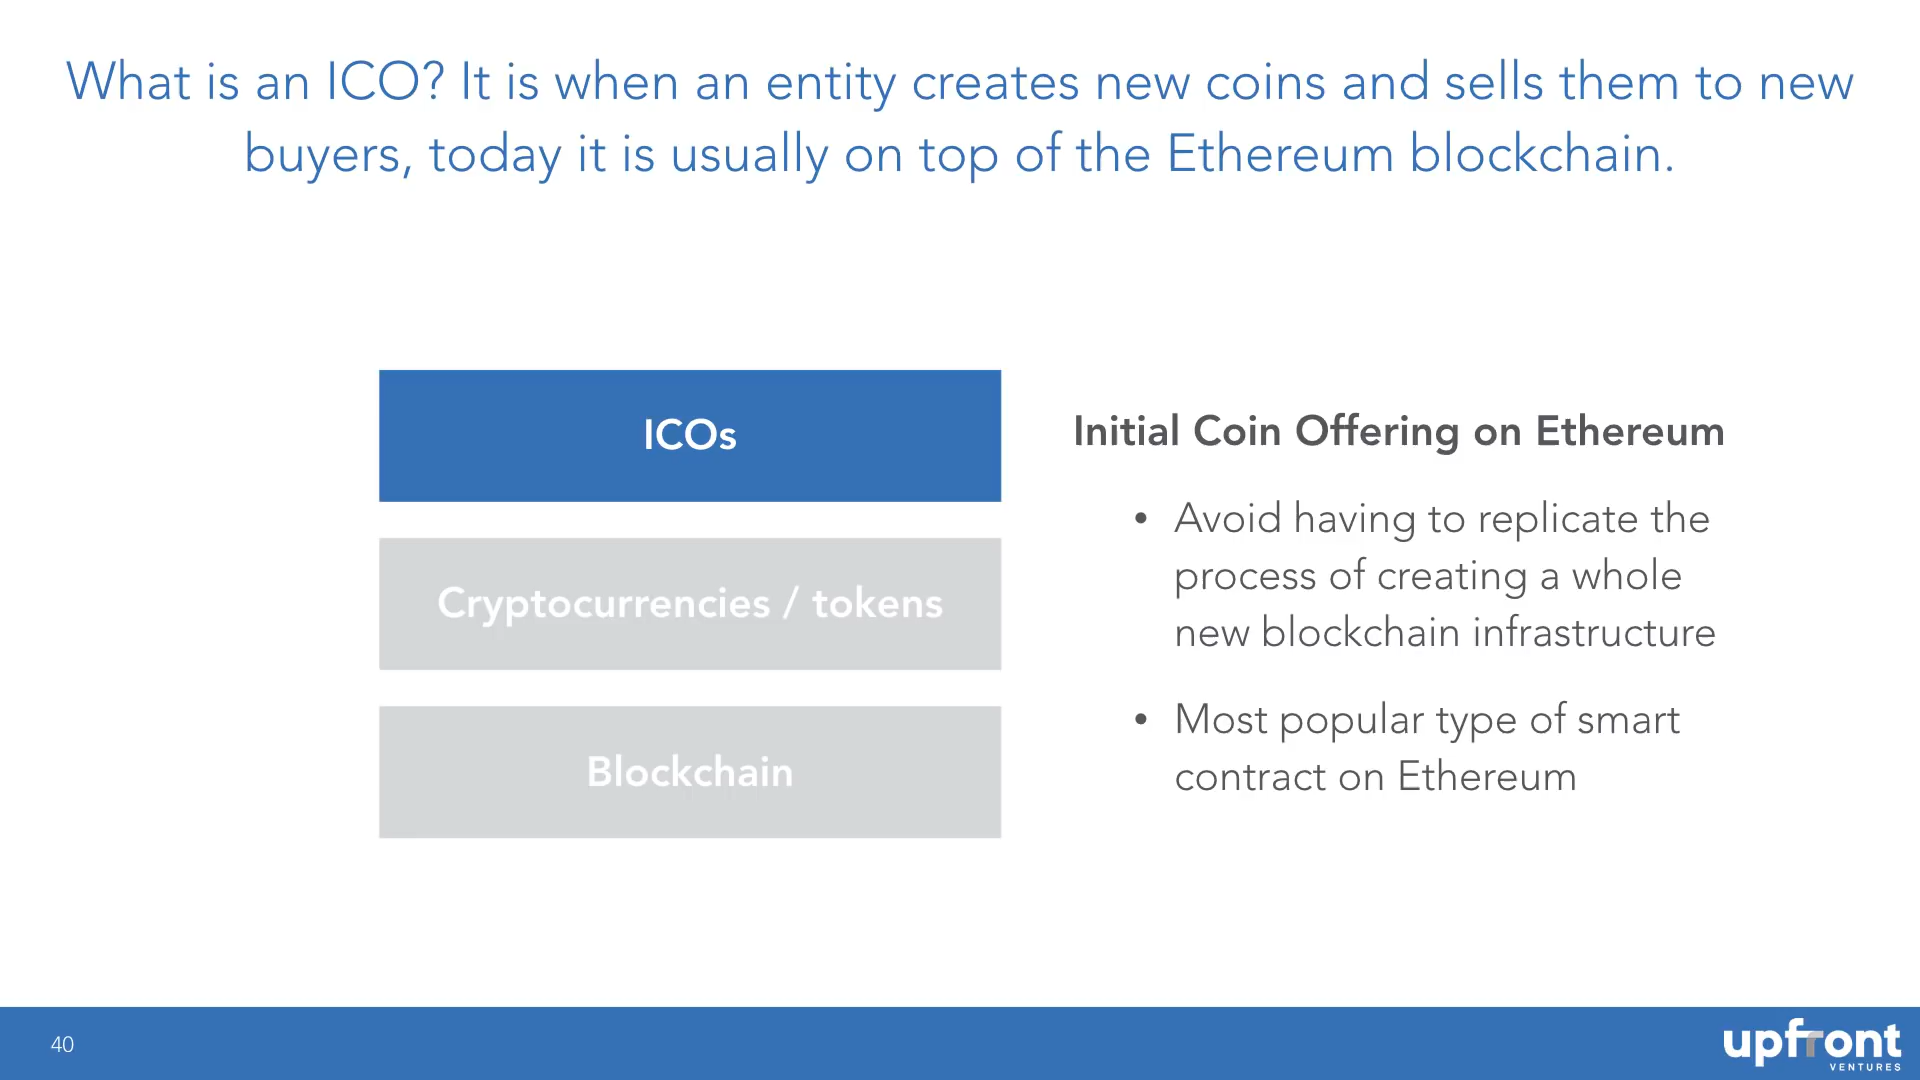 What is an ICO? It is when an entity creates new coins and sells them to new
buyers, today it is usually on top of the Ethereum blockchain.
ICOs
Cryptocurrencies / tokens
Blockchain
Initial Coin Offering on Ethereum
• Avoid having to replicate the
process of creating a whole
new blockchain infrastructure
• Most popular type of smart
contract on Ethereum
40
upfront
VENTURES